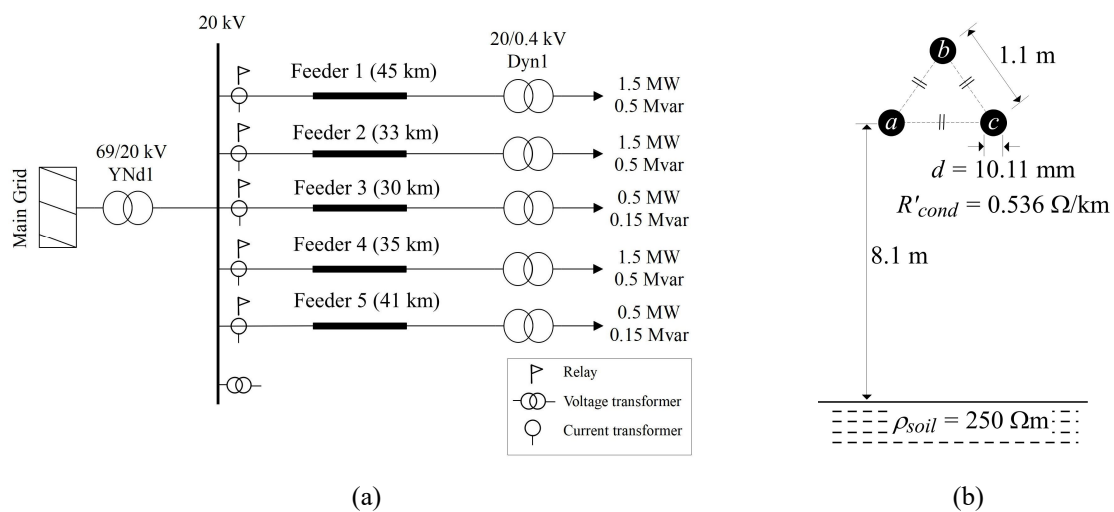 20 kV
20/0.4 kV
Dyn1
Feeder 1 (45 km)
1.5 MW
0.5 Mvar
Feeder 2 (33 km)
1.5 MW
0.5 Mvar
69/20 kV
YNd1
Main Grid
Feeder 3 (30 km)
0.5 MW
0.15 Mvar
Feeder 4 (35 km)
1.5 MW
0.5 Mvar
Feeder 5 (41 km)
0.5 MW
0.15 Mvar
Relay
Voltage transformer
Current transformer
(a)
b
1.1 m
a
c
d = 10.11 mm
R'cond = 0.536 Ω/km
8.1 m
ρsoil = 250 Ωm
(b)